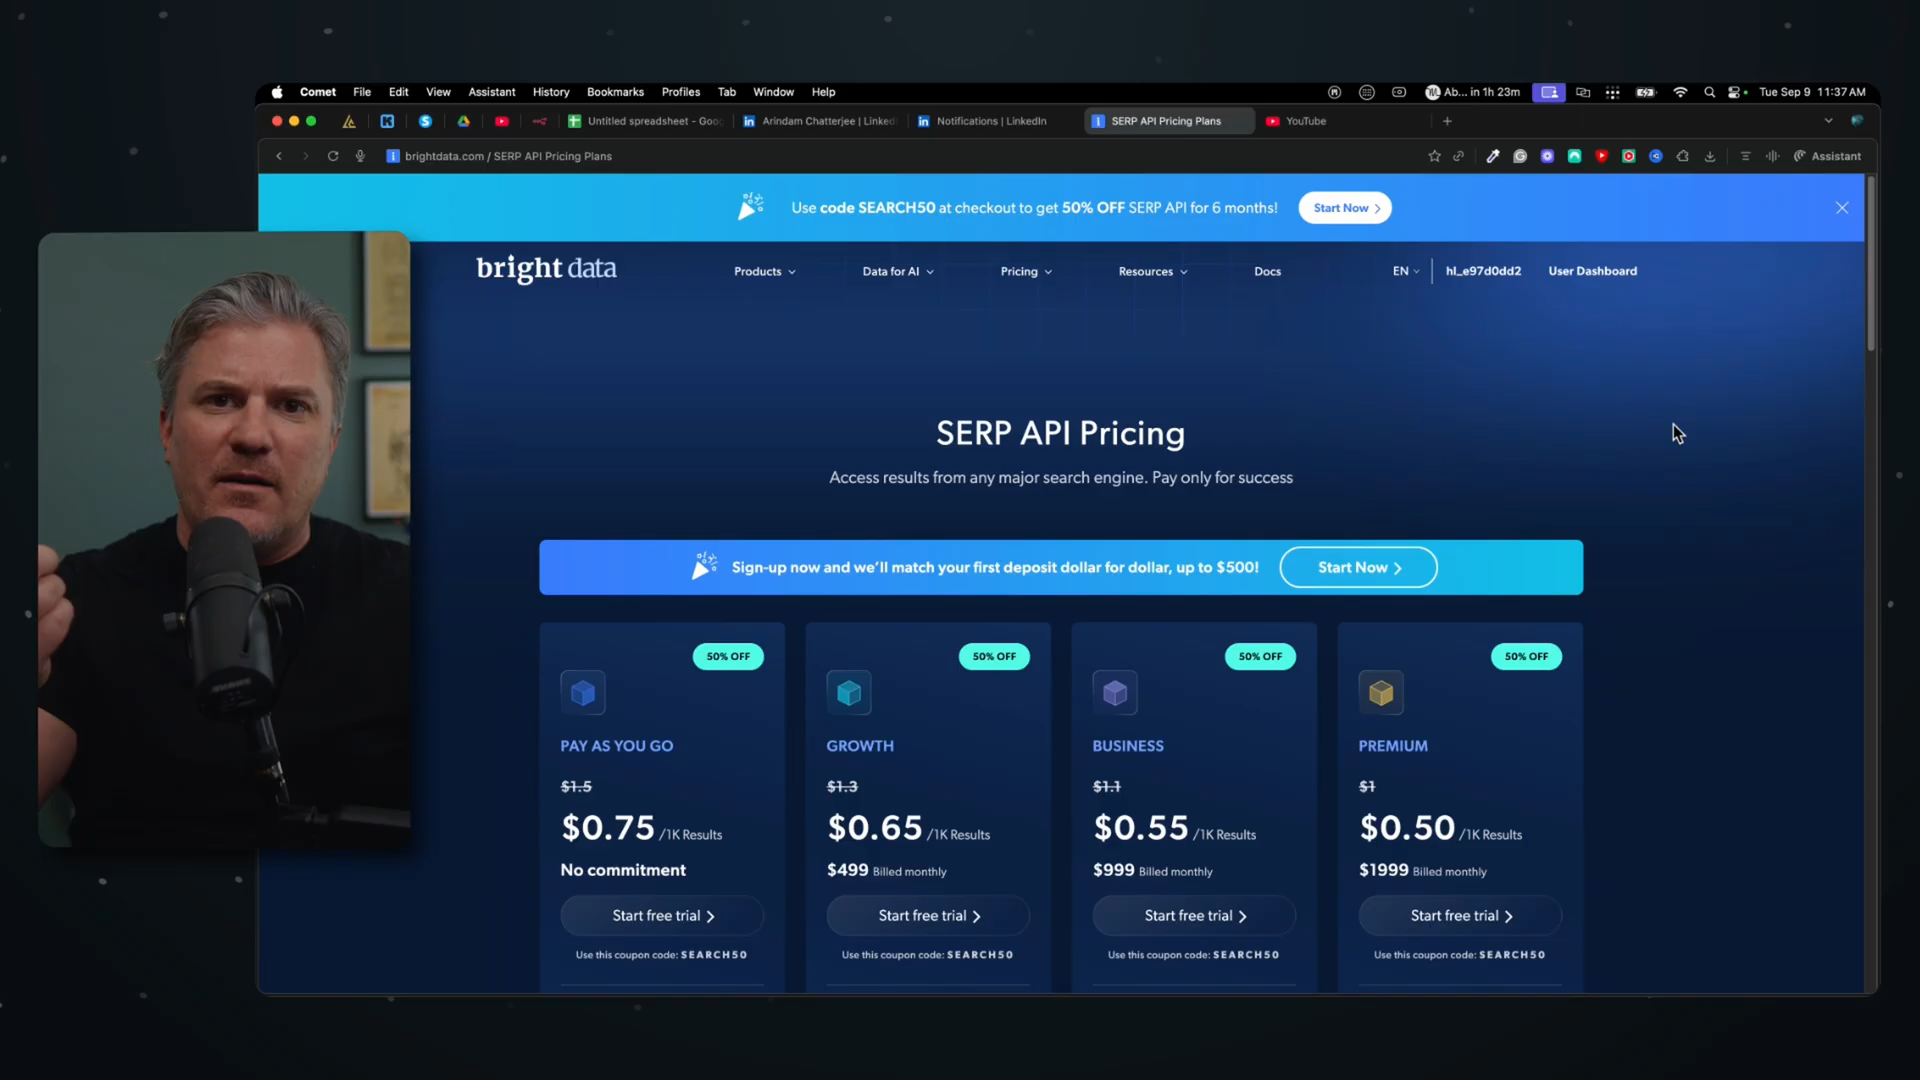 Comet File Edit View Assistant History Bookmarks Profiles Tab Window Help Ab... in 1h 23m Tue Sep 9 11:37 AM
Untitled spreadsheet - Goo Arindam Chatterjee | Linked Notifications | LinkedIn SERP API Pricing Plans YouTube
brightdata.com / SERP API Pricing Plans Assistant
Use code SEARCH50 at checkout to get 50% OFF SERP API for 6 months! Start Now
bright data Products Data for AI Pricing Resources Docs EN hl_e97d0dd2 User Dashboard
SERP API Pricing
Access results from any major search engine. Pay only for success
Sign-up now and we'll match your first deposit dollar for dollar, up to $500! Start Now
50% OFF
PAY AS YOU GO
$1.5
$0.75 /1K Results
No commitment
Start free trial
Use this coupon code: SEARCH50
50% OFF
GROWTH
$1.3
$0.65 /1K Results
$499 Billed monthly
Start free trial
Use this coupon code: SEARCH50
50% OFF
BUSINESS
$1.1
$0.55 /1K Results
$999 Billed monthly
Start free trial
Use this coupon code: SEARCH50
50% OFF
PREMIUM
$1
$0.50 /1K Results
$1999 Billed monthly
Start free trial
Use this coupon code: SEARCH50